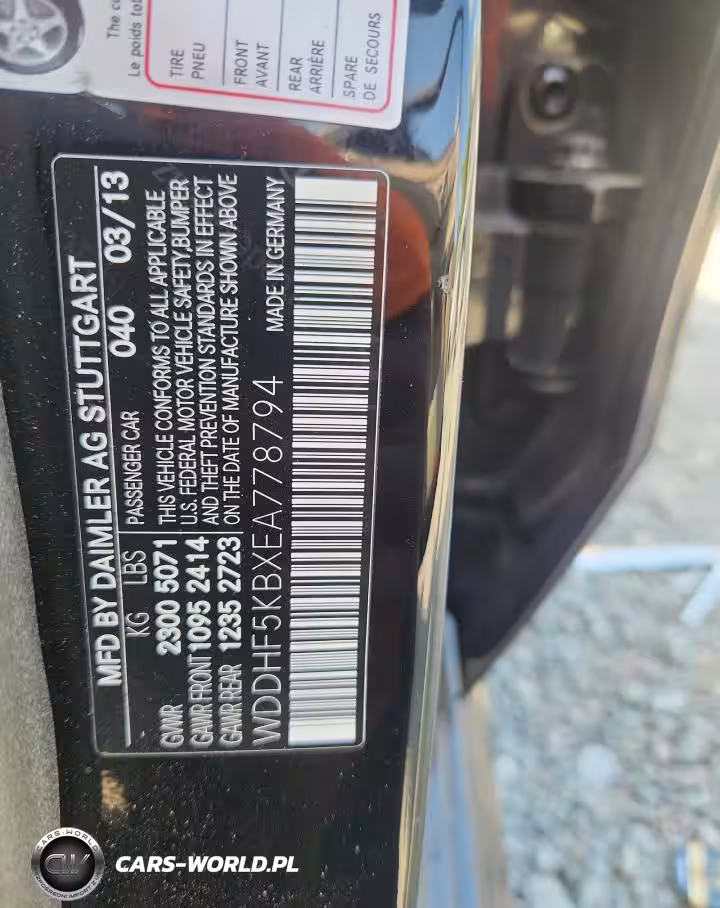 The
Le poids
TIRE
PNEU
FRONT
AVANT
REAR
ARRIÈRE
SPARE
DE SECOURS
MFD BY DAIMLER AG STUTTGART
KG LBS PASSENGER CAR 040 03/13
GVWR 2300 5071 THIS VEHICLE CONFORMS TO ALL APPLICABLE
GAWR FRONT 1095 2414 U.S. FEDERAL MOTOR VEHICLE SAFETY,BUMPER
GAWR REAR 1235 2723 AND THEFT PREVENTION STANDARDS IN EFFECT
ON THE DATE OF MANUFACTURE SHOWN ABOVE
WDDHF5KBXEA778794 MADE IN GERMANY
CARS-WORLD
CW
CARS-WORLD.PL